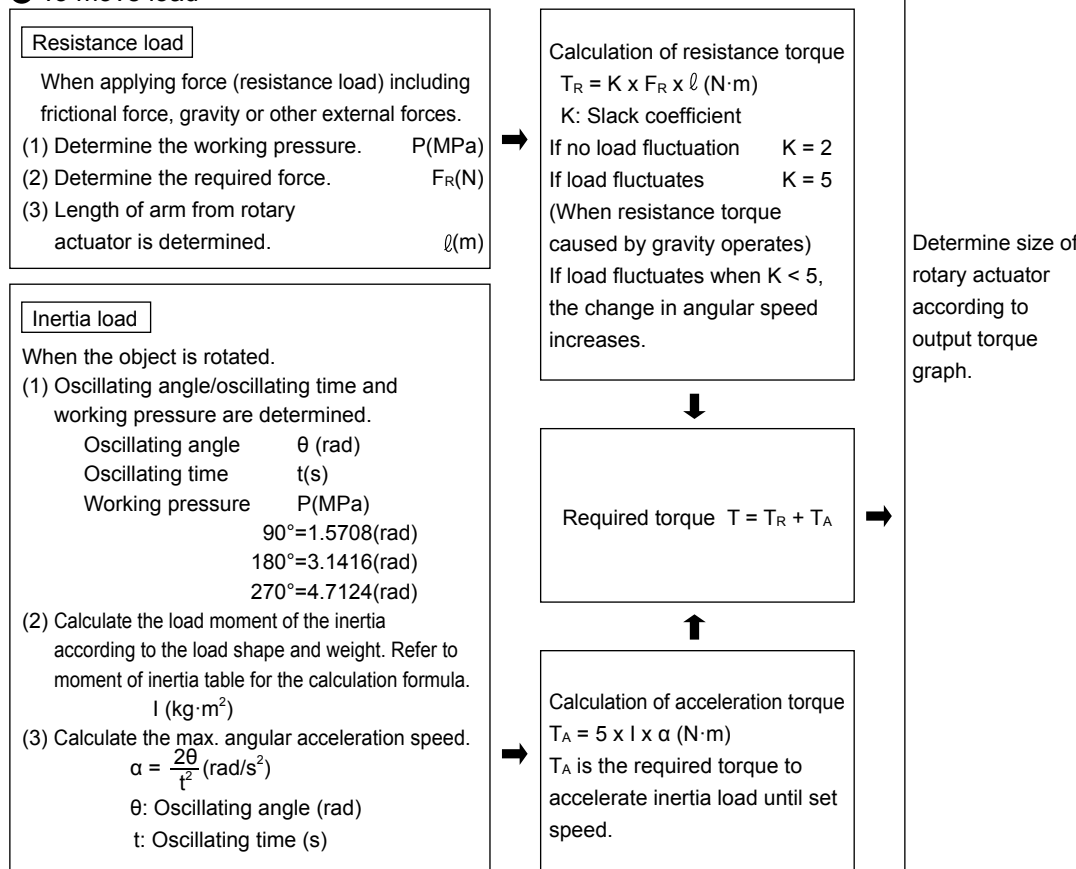 Resistance load
When applying force (resistance load) including
frictional force, gravity or other external forces.
(1) Determine the working pressure. P(MPa)
(2) Determine the required force. FR(N)
(3) Length of arm from rotary
actuator is determined. ℓ(m)
Inertia load
When the object is rotated.
(1) Oscillating angle/oscillating time and
working pressure are determined.
Oscillating angle θ (rad)
Oscillating time t(s)
Working pressure P(MPa)
90°=1.5708(rad)
180°=3.1416(rad)
270°=4.7124(rad)
(2) Calculate the load moment of the inertia
according to the load shape and weight. Refer to
moment of inertia table for the calculation formula.
I (kg·m²)
(3) Calculate the max. angular acceleration speed.
α = 2θ/t² (rad/s²)
θ: Oscillating angle (rad)
t: Oscillating time (s)
Calculation of resistance torque
TR = K x FR x ℓ (N·m)
K: Slack coefficient
If no load fluctuation K = 2
If load fluctuates K = 5
(When resistance torque
caused by gravity operates)
If load fluctuates when K < 5,
the change in angular speed
increases.
Required torque T = TR + TA
Calculation of acceleration torque
TA = 5 x I x α (N·m)
TA is the required torque to
accelerate inertia load until set
speed.
Determine size of
rotary actuator
according to
output torque
graph.